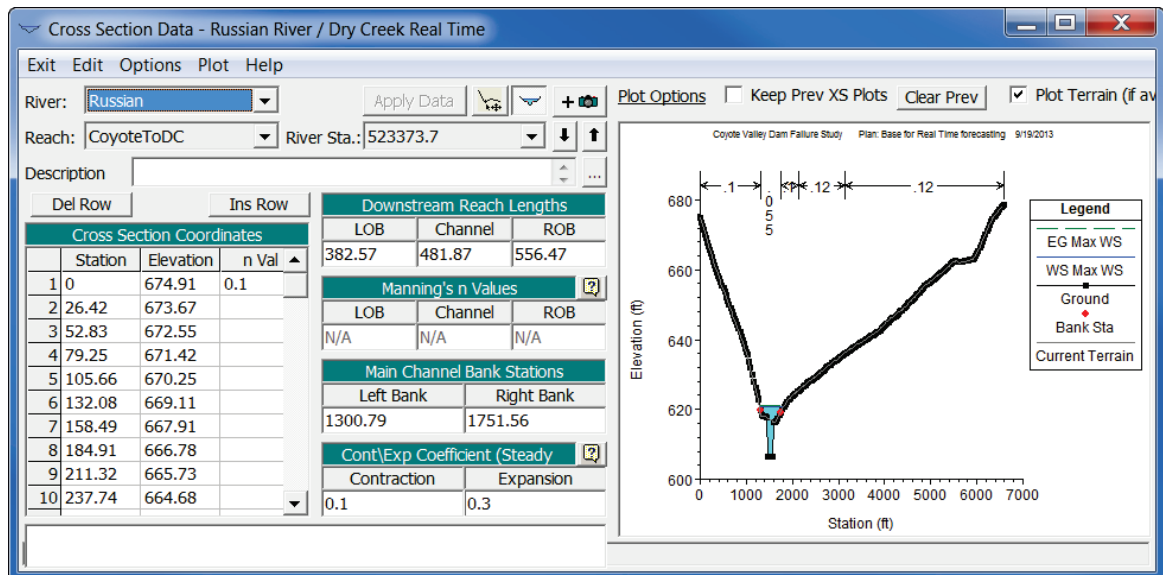 Cross Section Data - Russian River / Dry Creek Real Time
Exit Edit Options Plot Help
River: Russian
Apply Data
Reach: CoyoteToDC River Sta.: 523373.7
Description
...
Del Row Ins Row
Cross Section Coordinates
Station Elevation n Val
1 0 674.91 0.1
2 26.42 673.67
3 52.83 672.55
4 79.25 671.42
5 105.66 670.25
6 132.08 669.11
7 158.49 667.91
8 184.91 666.78
9 211.32 665.73
10 237.74 664.68
Downstream Reach Lengths
LOB Channel ROB
382.57 481.87 556.47
Manning's n Values
LOB Channel ROB
N/A N/A N/A
Main Channel Bank Stations
Left Bank Right Bank
1300.79 1751.56
Cont\Exp Coefficient (Steady
Contraction Expansion
0.1 0.3
Plot Options Keep Prev XS Plots Clear Prev Plot Terrain (if av
Coyote Valley Dam Failure Study Plan: Base for Real Time forecasting 9/19/2013
.1 .055 .1 .12 .12
680
660
640
620
600
Elevation (ft)
0 1000 2000 3000 4000 5000 6000 7000
Station (ft)
Legend
EG Max WS
WS Max WS
Ground
Bank Sta
Current Terrain